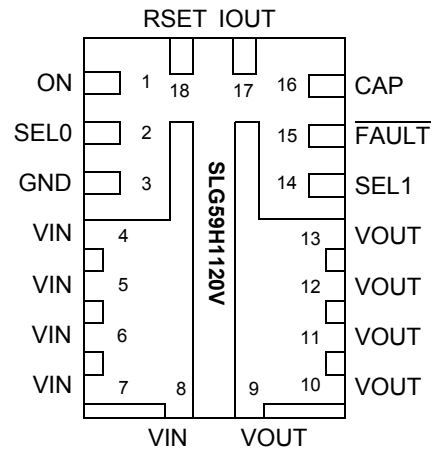 RSET IOUT
ON 1 18 17 16 CAP
SEL0 2 15 FAULT
GND 3 14 SEL1
SLG59H1120V
VIN 4 13 VOUT
VIN 5 12 VOUT
VIN 6 11 VOUT
VIN 7 8 9 10 VOUT
VIN VOUT